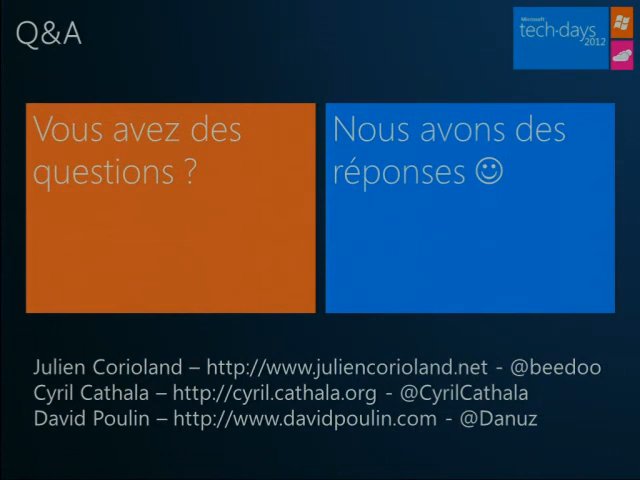 Q&A
Microsoft
tech·days
2012
Vous avez des
questions ?
Nous avons des
réponses ☺
Julien Corioland – http://www.juliencorioland.net - @beedoo
Cyril Cathala – http://cyril.cathala.org - @CyrilCathala
David Poulin – http://www.davidpoulin.com - @Danuz